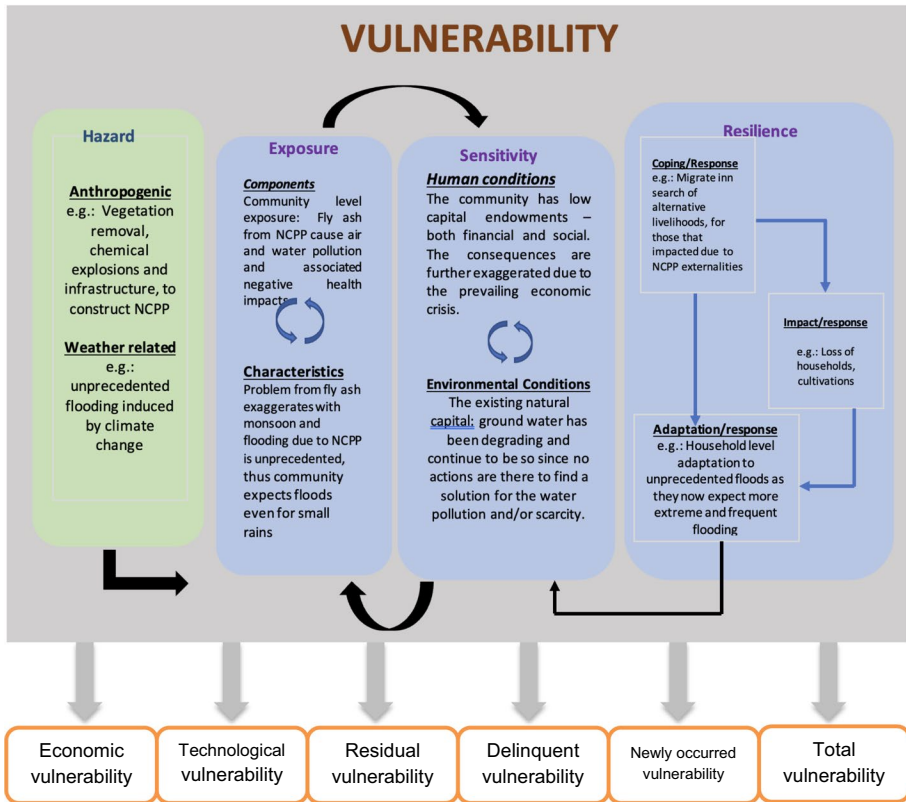 VULNERABILITY
Hazard
Anthropogenic
e.g.: Vegetation
removal,
chemical
explosions and
infrastructure, to
construct NCPP
Weather related
e.g.:
unprecedented
flooding induced
by climate
change
Exposure
Components
Community level
exposure: Fly ash
from NCPP cause air
and water pollution
and associated
negative health
impacts
Characteristics
Problem from fly ash
exaggerates with
monsoon and
flooding due to NCPP
is unprecedented,
thus community
expects floods
even for small
rains
Sensitivity
Human conditions
The community has low
capital endowments –
both financial and social.
The consequences are
further exaggerated due to
the prevailing economic
crisis.
Environmental Conditions
The existing natural
capital: ground water has
been degrading and
continue to be so since no
actions are there to find a
solution for the water
pollution and/or scarcity.
Resilience
Coping/Response
e.g.: Migrate inn
search of
alternative
livelihoods, for
those that
impacted due to
NCPP externalities
Impact/response
e.g.: Loss of
households,
cultivations
Adaptation/response
e.g.: Household level
adaptation to
unprecedented floods as
they now expect more
extreme and frequent
flooding
Economic
vulnerability
Technological
vulnerability
Residual
vulnerability
Delinquent
vulnerability
Newly occurred
vulnerability
Total
vulnerability